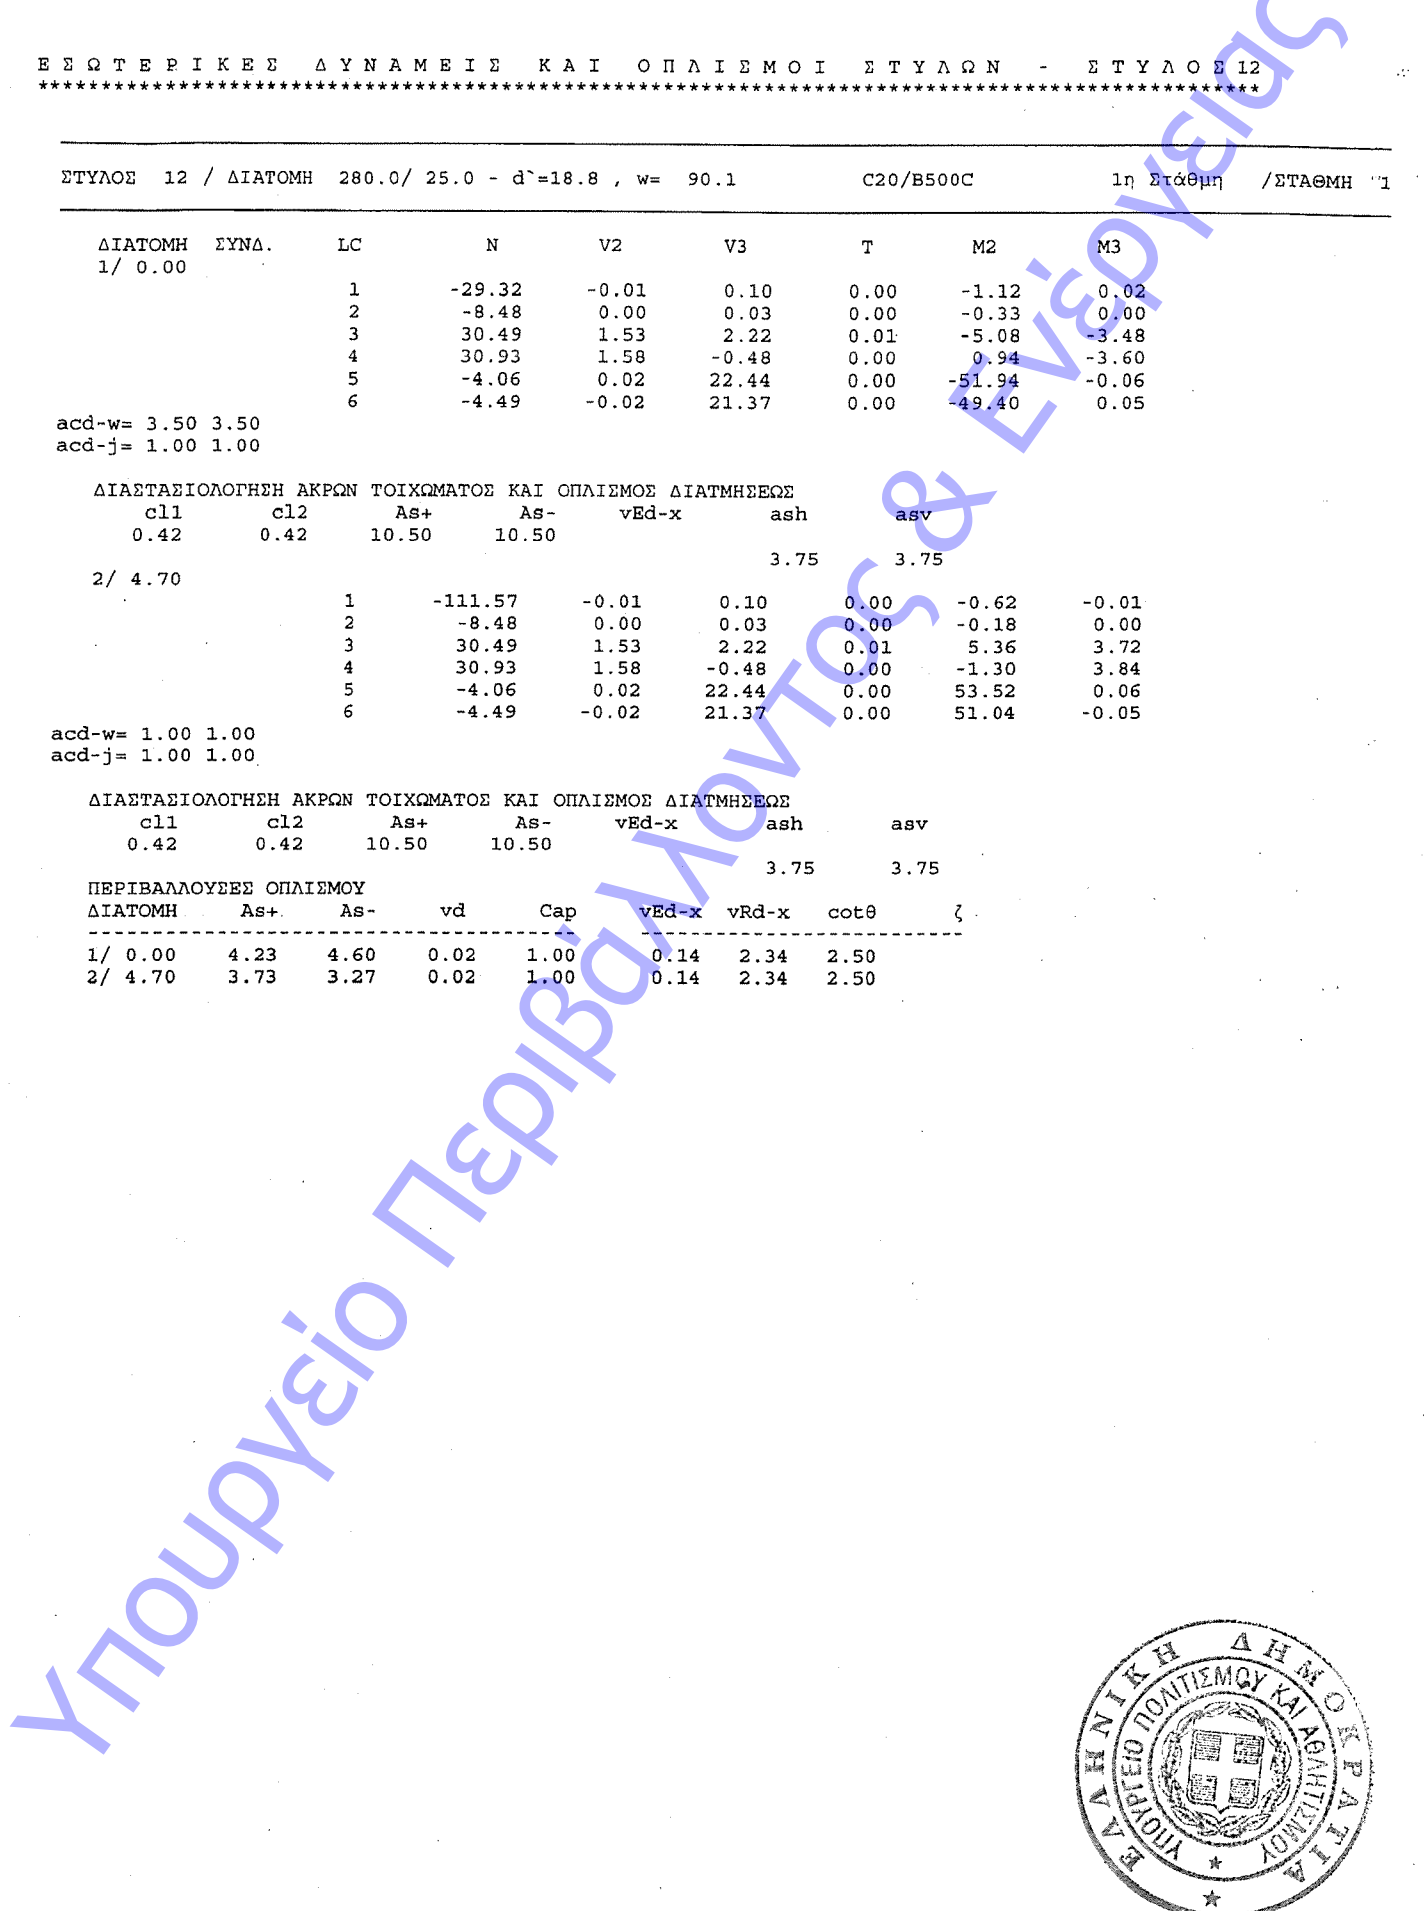 ΕΣΩΤΕΡΙΚΕΣ ΔΥΝΑΜΕΙΣ ΚΑΙ ΟΠΛΙΣΜΟΙ ΣΤΥΛΩΝ - ΣΤΥΛΟΣ 12
************************************************************************************************
ΣΤΥΛΟΣ 12 / ΔΙΑΤΟΜΗ 280.0/ 25.0 - d`=18.8 , w= 90.1 C20/B500C 1η Στάθμη /ΣΤΑΘΜΗ 1
ΔΙΑΤΟΜΗ ΣΥΝΔ. LC N V2 V3 T M2 M3
1/ 0.00
1 -29.32 -0.01 0.10 0.00 -1.12 0.02
2 -8.48 0.00 0.03 0.00 -0.33 0.00
3 30.49 1.53 2.22 0.01 -5.08 -3.48
4 30.93 1.58 -0.48 0.00 0.94 -3.60
5 -4.06 0.02 22.44 0.00 -51.94 -0.06
6 -4.49 -0.02 21.37 0.00 -49.40 0.05
acd-w= 3.50 3.50
acd-j= 1.00 1.00
ΔΙΑΣΤΑΣΙΟΛΟΓΗΣΗ ΑΚΡΩΝ ΤΟΙΧΩΜΑΤΟΣ ΚΑΙ ΟΠΛΙΣΜΟΣ ΔΙΑΤΜΗΣΕΩΣ
cl1 cl2 As+ As- vEd-x ash asv
0.42 0.42 10.50 10.50
3.75 3.75
2/ 4.70
1 -111.57 -0.01 0.10 0.00 -0.62 -0.01
2 -8.48 0.00 0.03 0.00 -0.18 0.00
3 30.49 1.53 2.22 0.01 5.36 3.72
4 30.93 1.58 -0.48 0.00 -1.30 3.84
5 -4.06 0.02 22.44 0.00 53.52 0.06
6 -4.49 -0.02 21.37 0.00 51.04 -0.05
acd-w= 1.00 1.00
acd-j= 1.00 1.00
ΔΙΑΣΤΑΣΙΟΛΟΓΗΣΗ ΑΚΡΩΝ ΤΟΙΧΩΜΑΤΟΣ ΚΑΙ ΟΠΛΙΣΜΟΣ ΔΙΑΤΜΗΣΕΩΣ
cl1 cl2 As+ As- vEd-x ash asv
0.42 0.42 10.50 10.50
3.75 3.75
ΠΕΡΙΒΑΛΛΟΥΣΕΣ ΟΠΛΙΣΜΟΥ
ΔΙΑΤΟΜΗ As+ As- vd Cap vEd-x vRd-x cotθ ζ
1/ 0.00 4.23 4.60 0.02 1.00 0.14 2.34 2.50
2/ 4.70 3.73 3.27 0.02 1.00 0.14 2.34 2.50
Υπουργείο Περιβάλλοντος & Ενέργειας
ΕΛΛΗΝΙΚΗ ΔΗΜΟΚΡΑΤΙΑ
ΥΠΟΥΡΓΕΙΟ ΠΟΛΙΤΙΣΜΟΥ ΚΑΙ ΑΘΛΗΤΙΣΜΟΥ